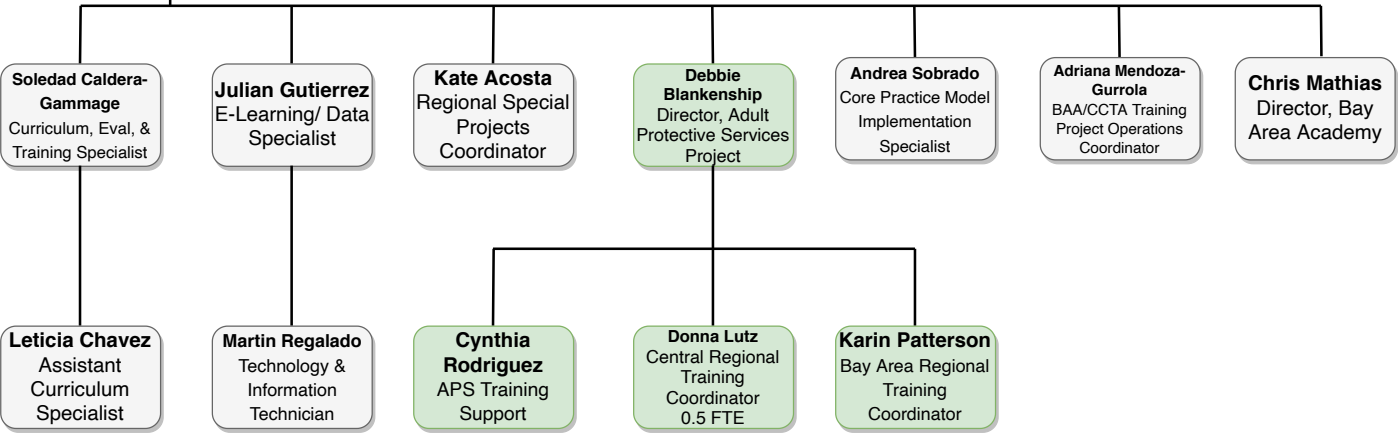 Soledad Caldera-
Gammage
Curriculum, Eval, &
Training Specialist
Julian Gutierrez
E-Learning/ Data
Specialist
Kate Acosta
Regional Special
Projects
Coordinator
Debbie
Blankenship
Director, Adult
Protective Services
Project
Andrea Sobrado
Core Practice Model
Implementation
Specialist
Adriana Mendoza-
Gurrola
BAA/CCTA Training
Project Operations
Coordinator
Chris Mathias
Director, Bay
Area Academy
Leticia Chavez
Assistant
Curriculum
Specialist
Martin Regalado
Technology &
Information
Technician
Cynthia
Rodriguez
APS Training
Support
Donna Lutz
Central Regional
Training
Coordinator
0.5 FTE
Karin Patterson
Bay Area Regional
Training
Coordinator